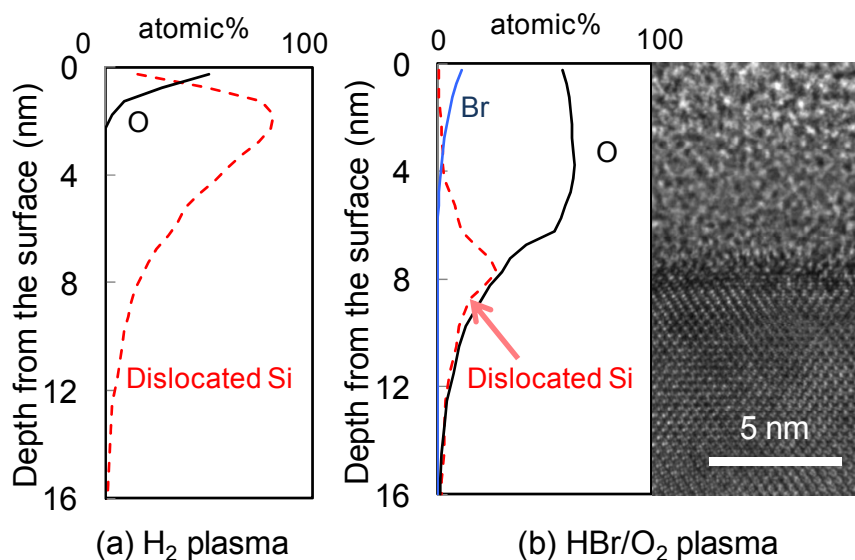 atomic%
0
100
0
4
8
12
16
Depth from the surface (nm)
O
Dislocated Si
(a) H₂ plasma
atomic%
0
100
0
4
8
12
16
Depth from the surface (nm)
Br
O
Dislocated Si
5 nm
(b) HBr/O₂ plasma